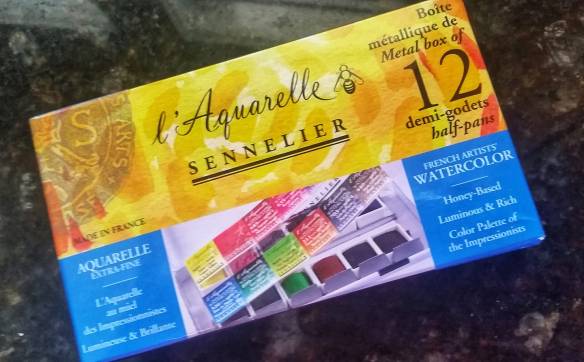 Boîte
métallique de
Metal box of
12
demi-godets
half-pans
l'Aquarelle
SENNELIER
MADE IN FRANCE
AQUARELLE
EXTRA-FINE
L'Aquarelle
au miel
des Impressionnistes
Lumineuse & Brillante
FRENCH ARTISTS'
WATERCOLOR
Honey-Based
Luminous & Rich
Color Palette of
the Impressionists